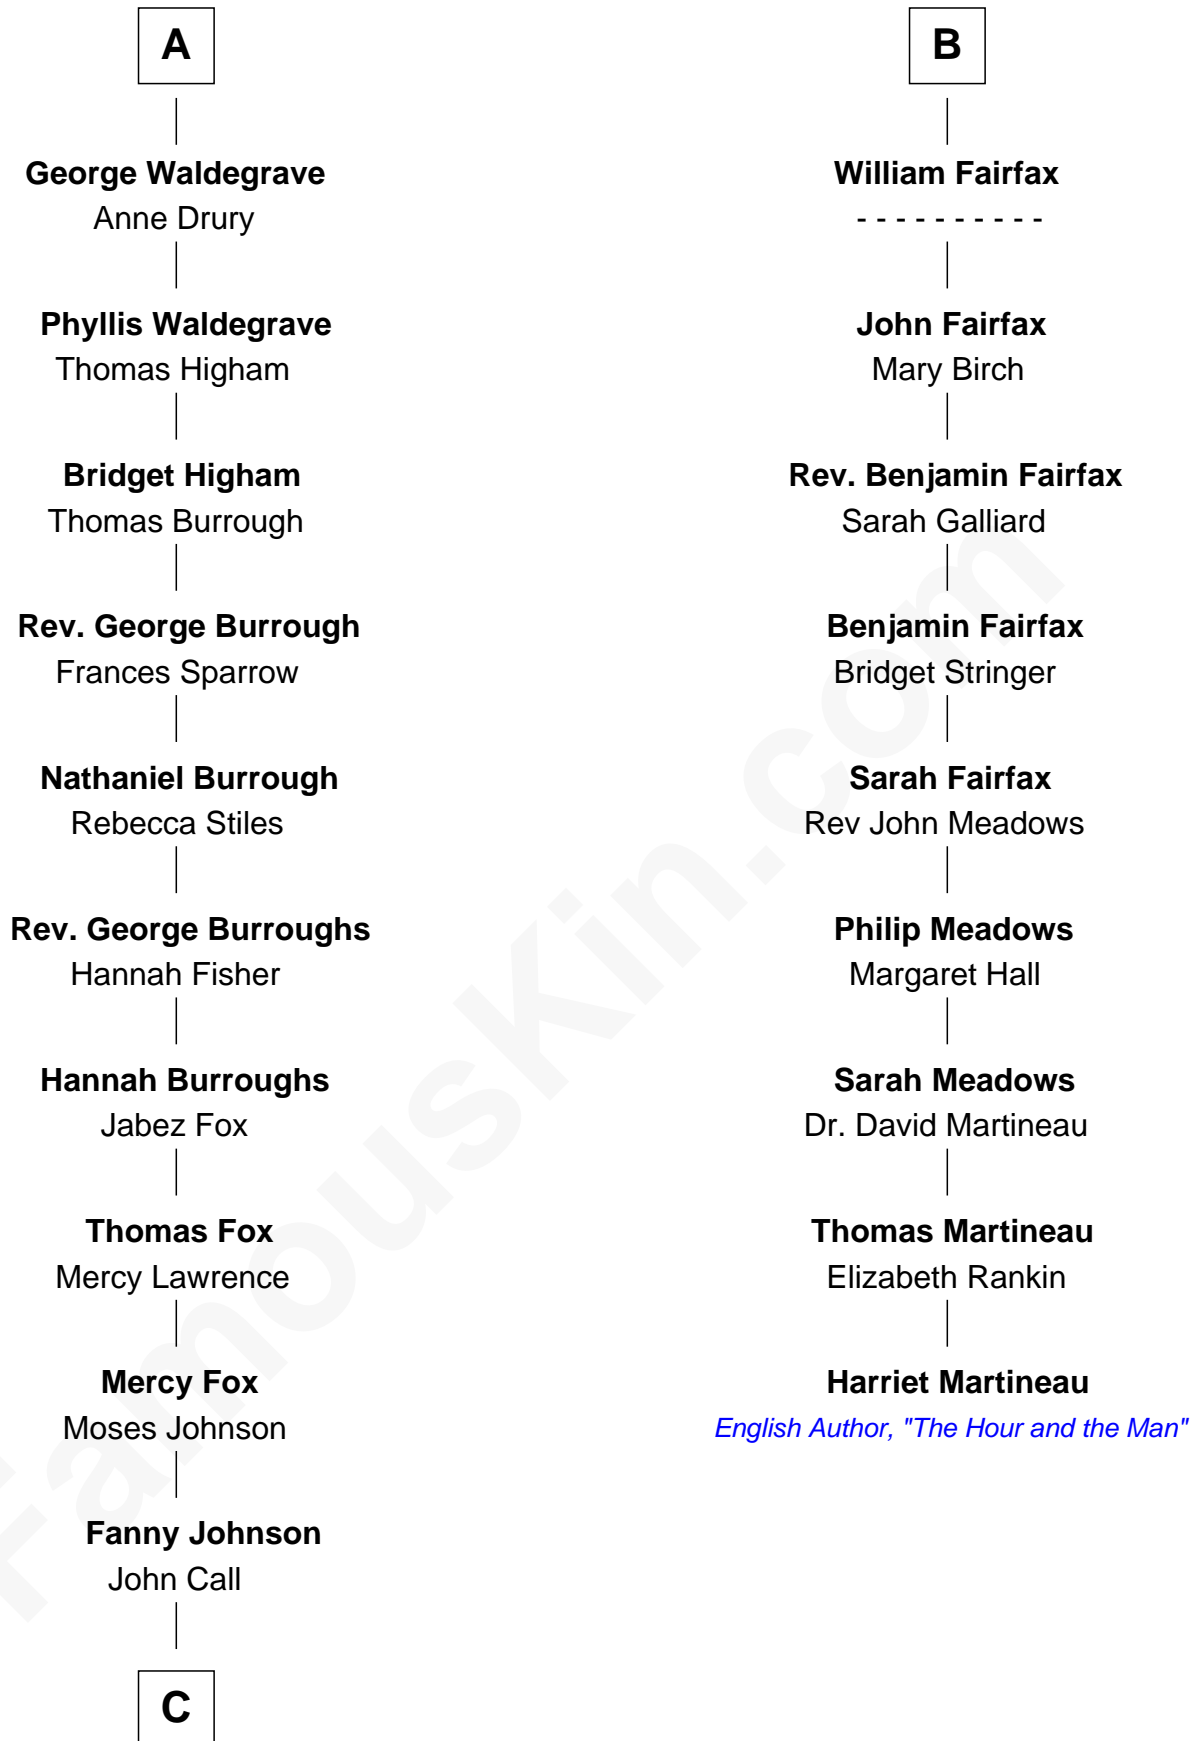 A
George Waldegrave
Anne Drury
Phyllis Waldegrave
Thomas Higham
Bridget Higham
Thomas Burrough
Rev. George Burrough
Frances Sparrow
Nathaniel Burrough
Rebecca Stiles
Rev. George Burroughs
Hannah Fisher
Hannah Burroughs
Jabez Fox
Thomas Fox
Mercy Lawrence
Mercy Fox
Moses Johnson
Fanny Johnson
John Call
C
B
William Fairfax
- - - - - - - - - -
John Fairfax
Mary Birch
Rev. Benjamin Fairfax
Sarah Galliard
Benjamin Fairfax
Bridget Stringer
Sarah Fairfax
Rev John Meadows
Philip Meadows
Margaret Hall
Sarah Meadows
Dr. David Martineau
Thomas Martineau
Elizabeth Rankin
Harriet Martineau
English Author, "The Hour and the Man"
FamousKin.com